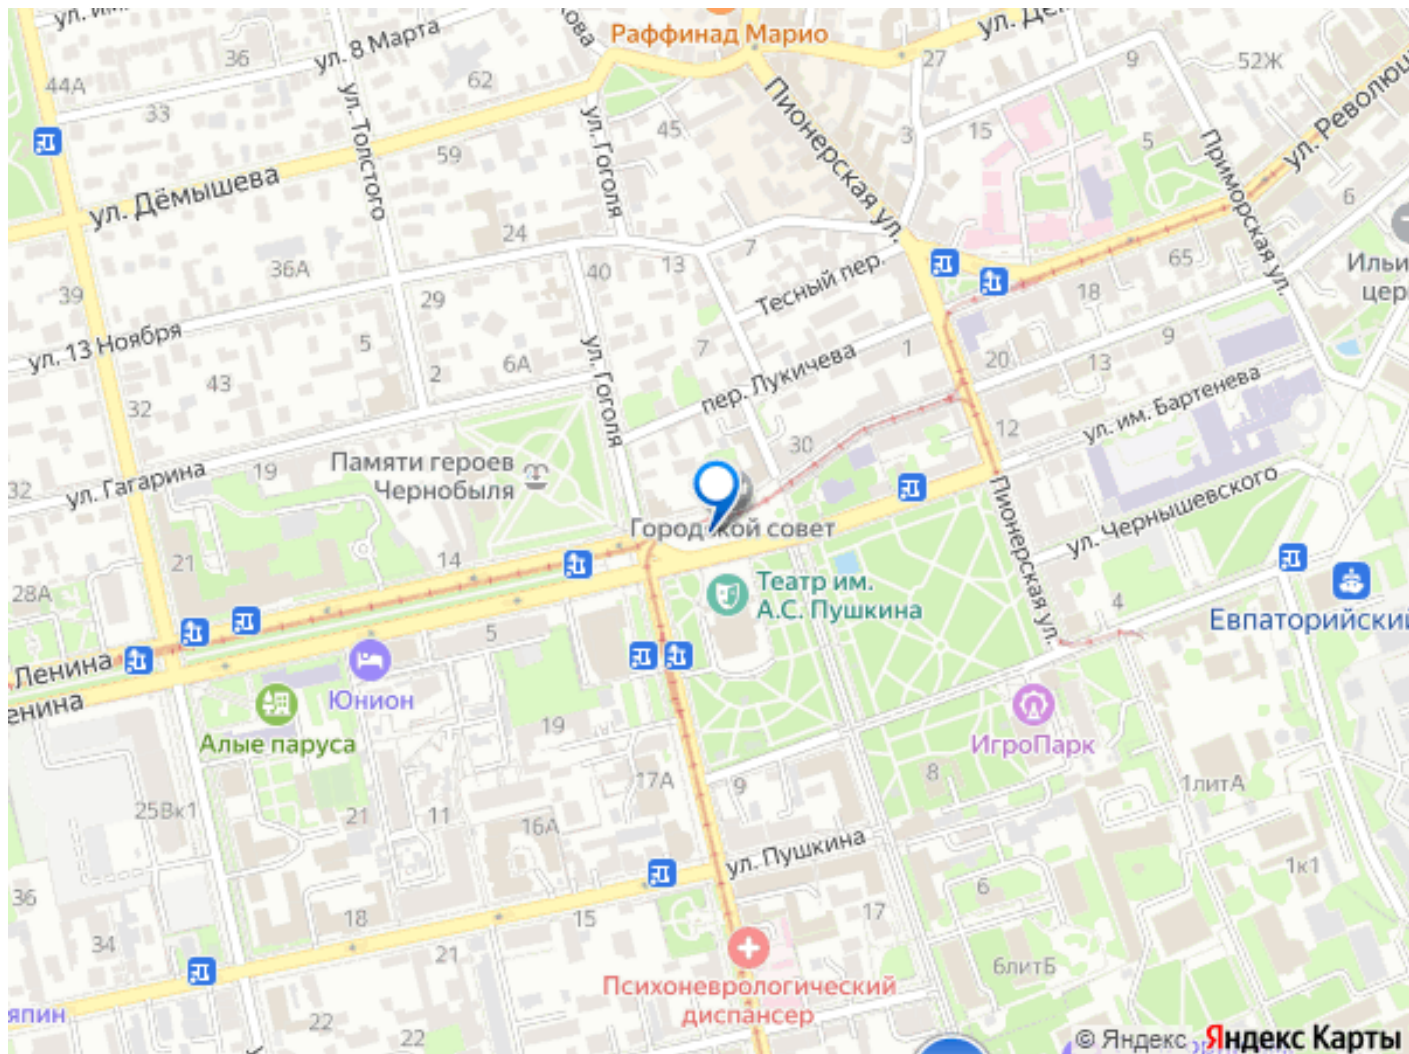 Раффинад Марио
ул. 8 Марта
36
44А
33
62
27
9
52Ж
ул. Революц
ул. Толстого
ул. Гоголя
45
Пионерская ул.
3
15
5
Приморская ул.
59
ул. Дёмышева
6
24
7
13
40
36А
Тесный пер.
65
Ильи
цер
39
29
18
ул. 13 Ноября
5
6А
ул. Гоголя
7
пер. Лукичева
1
20
13
9
2
43
32
ул. им. Бартенева
12
30
ул. Гагарина
19
32
Памяти героев
Чернобыля
Пионерская ул.
ул. Чернышевского
Городской совет
21
14
28А
Театр им.
А.С. Пушкина
4
Евпаторийский
Ленина
енина
5
Юнион
Алые паруса
19
ИгроПарк
17А
9
8
1литА
25Вк1
21
11
16А
ул. Пушкина
1к1
36
18
15
17
6
34
21
6литБ
Психоневрологический
диспансер
япин
22
22
© Яндекс Яндекс Карты